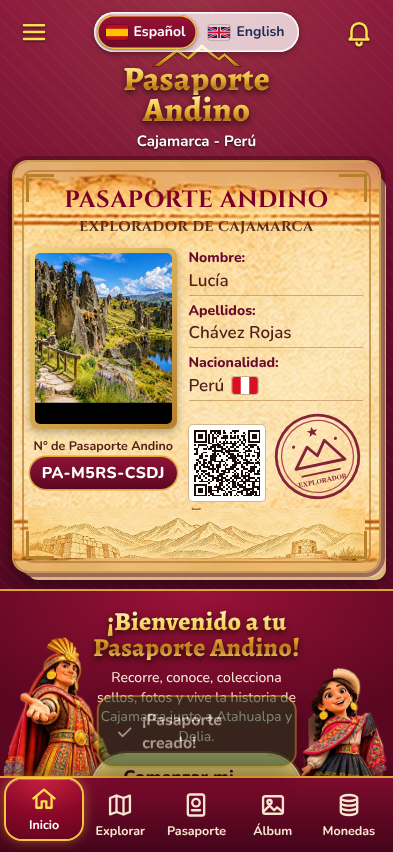 Español
English
Pasaporte
Andino
Cajamarca - Perú
PASAPORTE ANDINO
EXPLORADOR DE CAJAMARCA
Nombre:
Lucía
Apellidos:
Chávez Rojas
Nacionalidad:
Perú
N° de Pasaporte Andino
PA-M5RS-CSDJ
EXPLORADOR
¡Bienvenido a tu
Pasaporte Andino!
Recorre, conoce, colecciona
sellos, fotos y vive la historia de
Cajamarca junto a Atahualpa y
Delia.
¡Pasaporte
creado!
Comenzar mi
Inicio
Explorar
Pasaporte
Álbum
Monedas